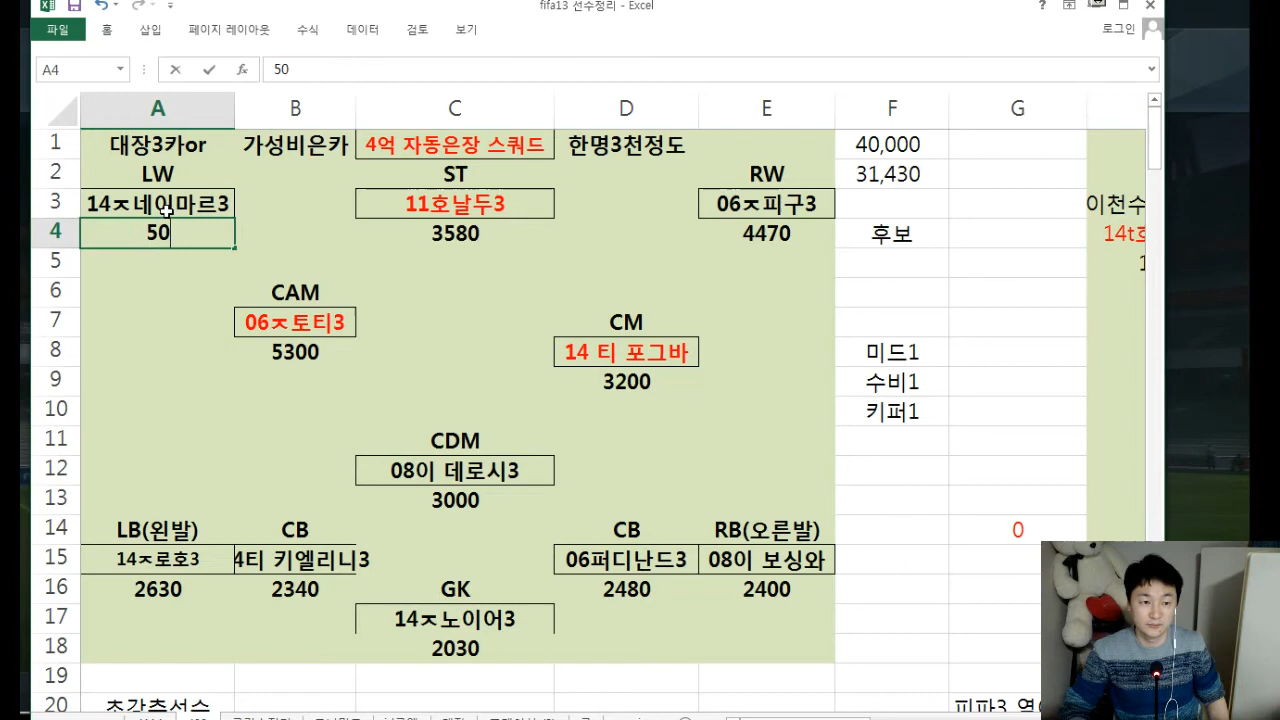 fifa13 선수정리 - Excel
파일 홈 삽입 페이지 레이아웃 수식 데이터 검토 보기 로그인
A4 fx 50
A B C D E F G
1 대장3카or 가성비은카 4억 자동은장 스쿼드 한명3천정도 40,000
2 LW ST RW 31,430
3 14ㅈ네이마르3 11호날두3 06ㅈ피구3 이천수
4 50 3580 4470 후보 14t호
5 1
6 CAM
7 06ㅈ토티3 CM
8 5300 14 티 포그바 미드1
9 3200 수비1
10 키퍼1
11 CDM
12 08이 데로시3
13 3000
14 LB(왼발) CB CB RB(오른발) 0
15 14ㅈ로호3 4티 키엘리니3 06퍼디난드3 08이 보싱와
16 2630 2340 GK 2480 2400
17 14ㅈ노이어3
18 2030
19
20